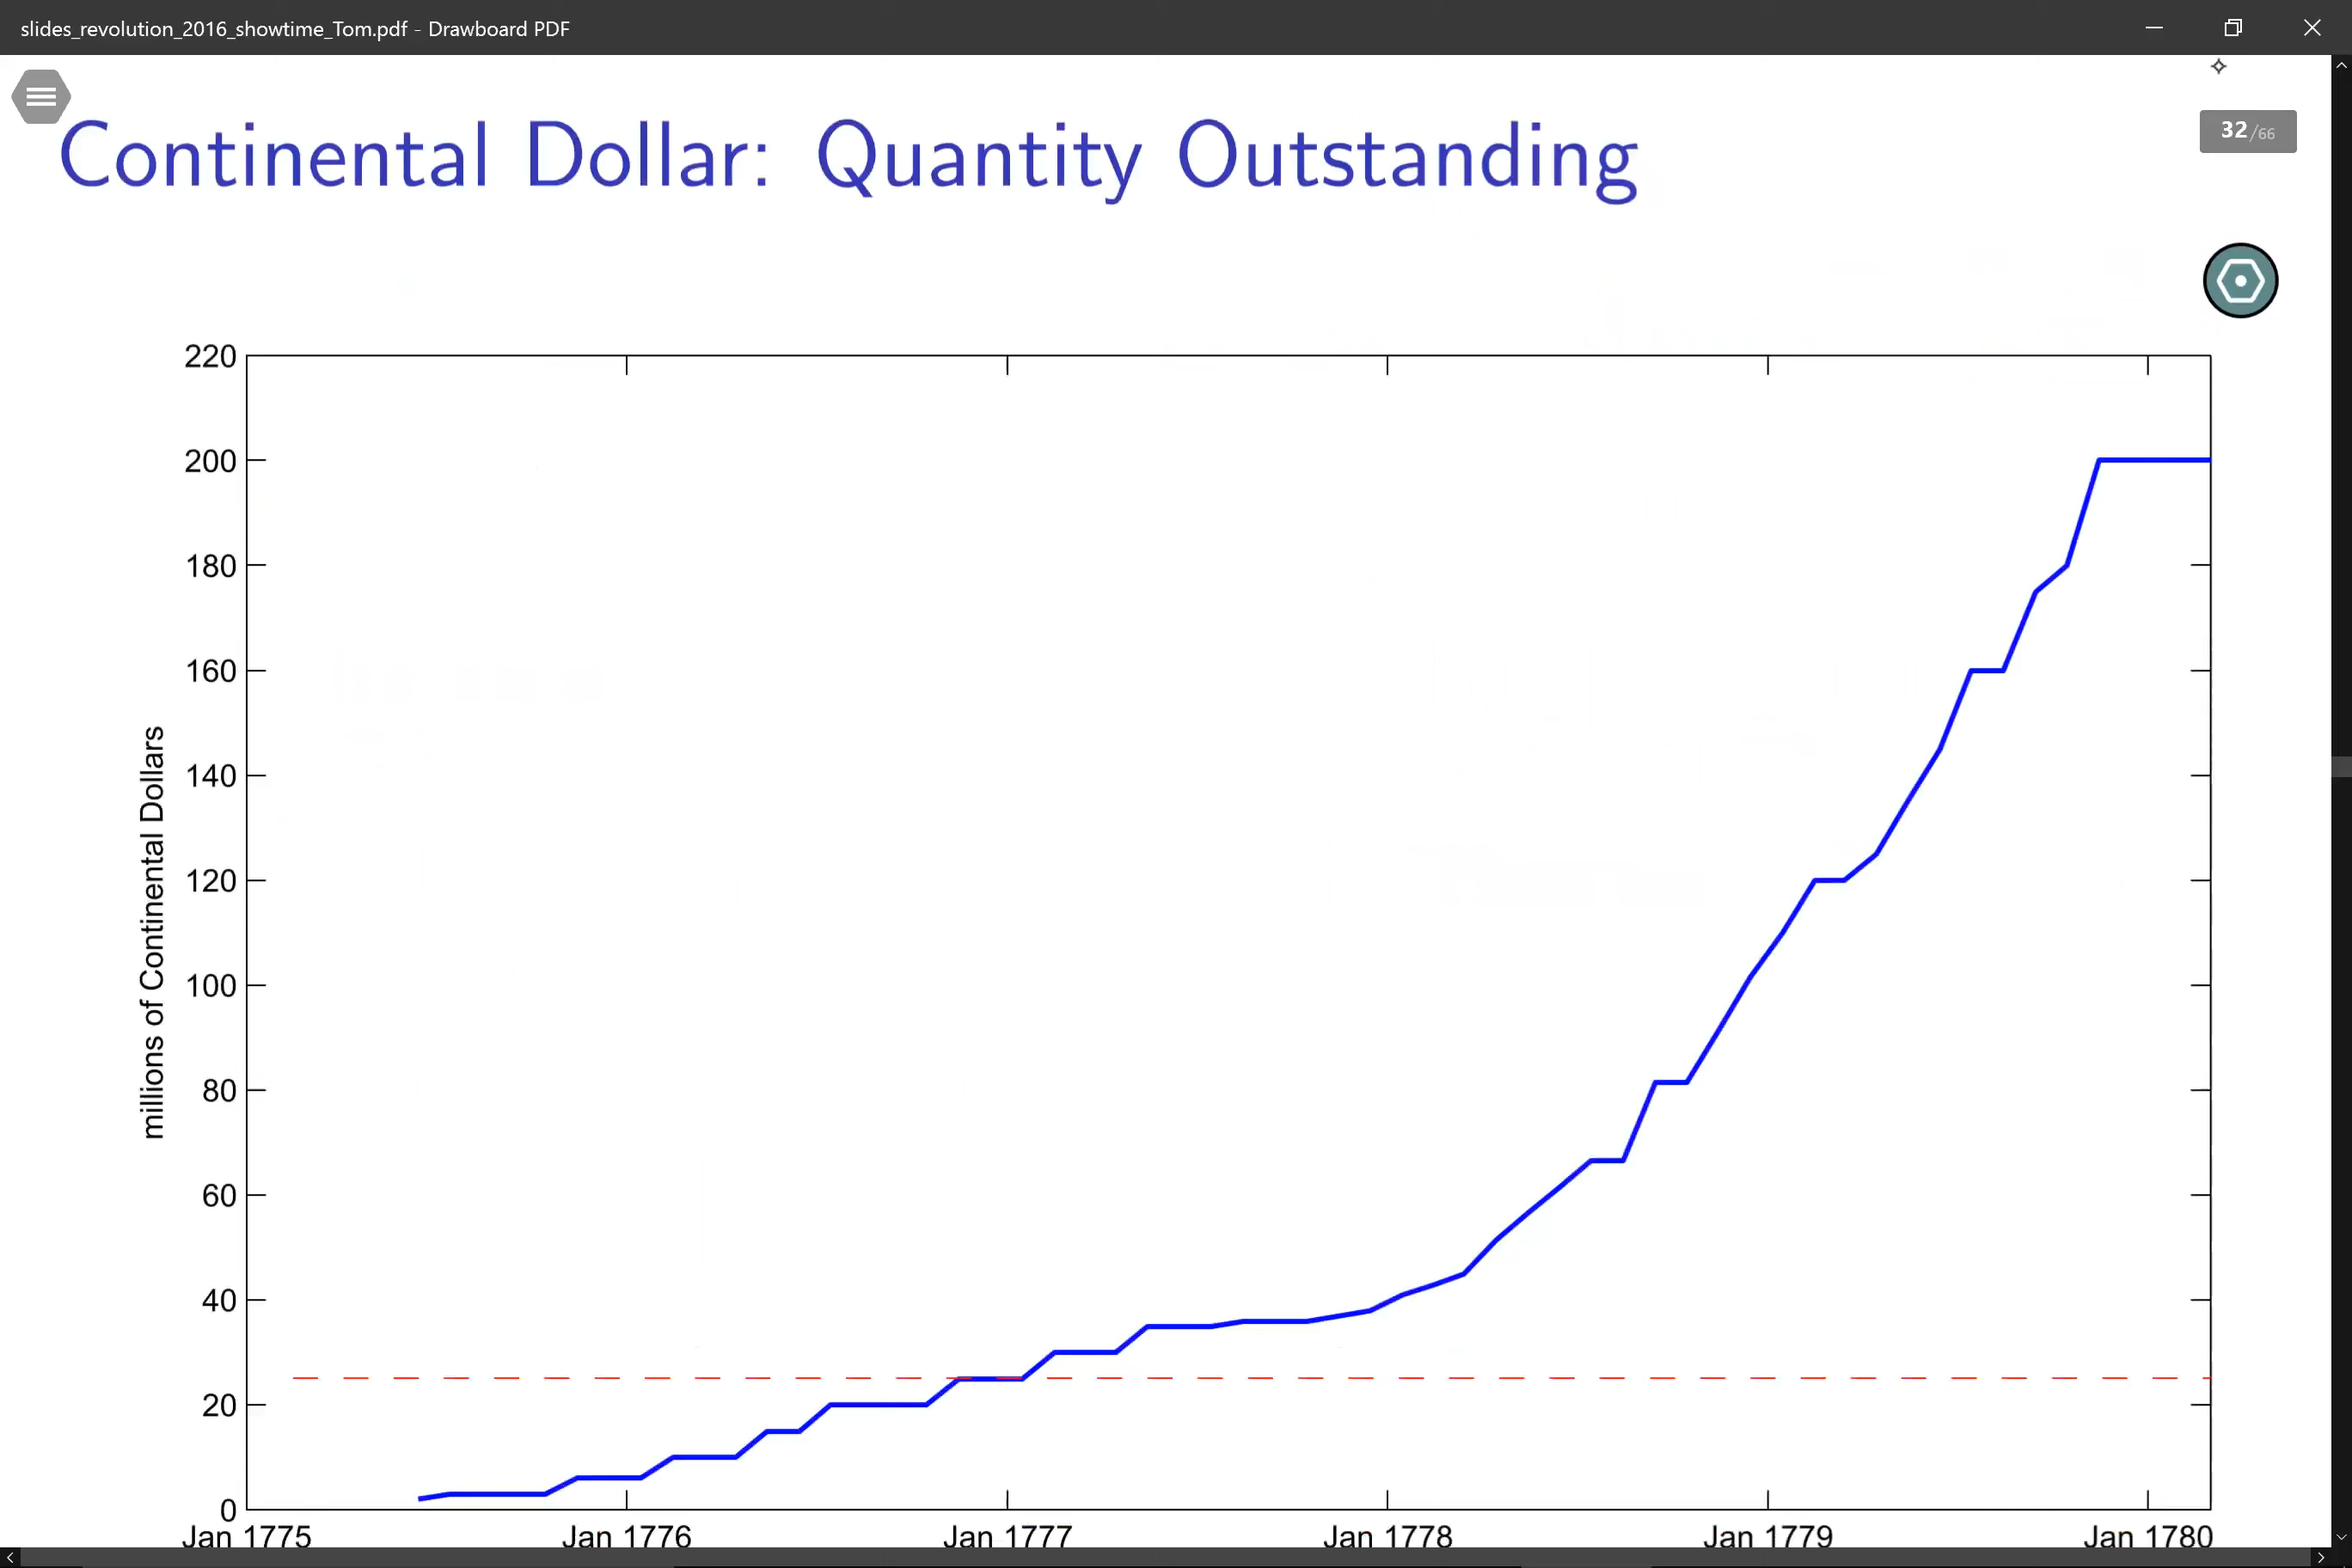 slides_revolution_2016_showtime_Tom.pdf - Drawboard PDF
32/66
Continental Dollar: Quantity Outstanding
220
200
180
160
140
120
100
80
60
40
20
0
millions of Continental Dollars
Jan 1775
Jan 1776
Jan 1777
Jan 1778
Jan 1779
Jan 1780